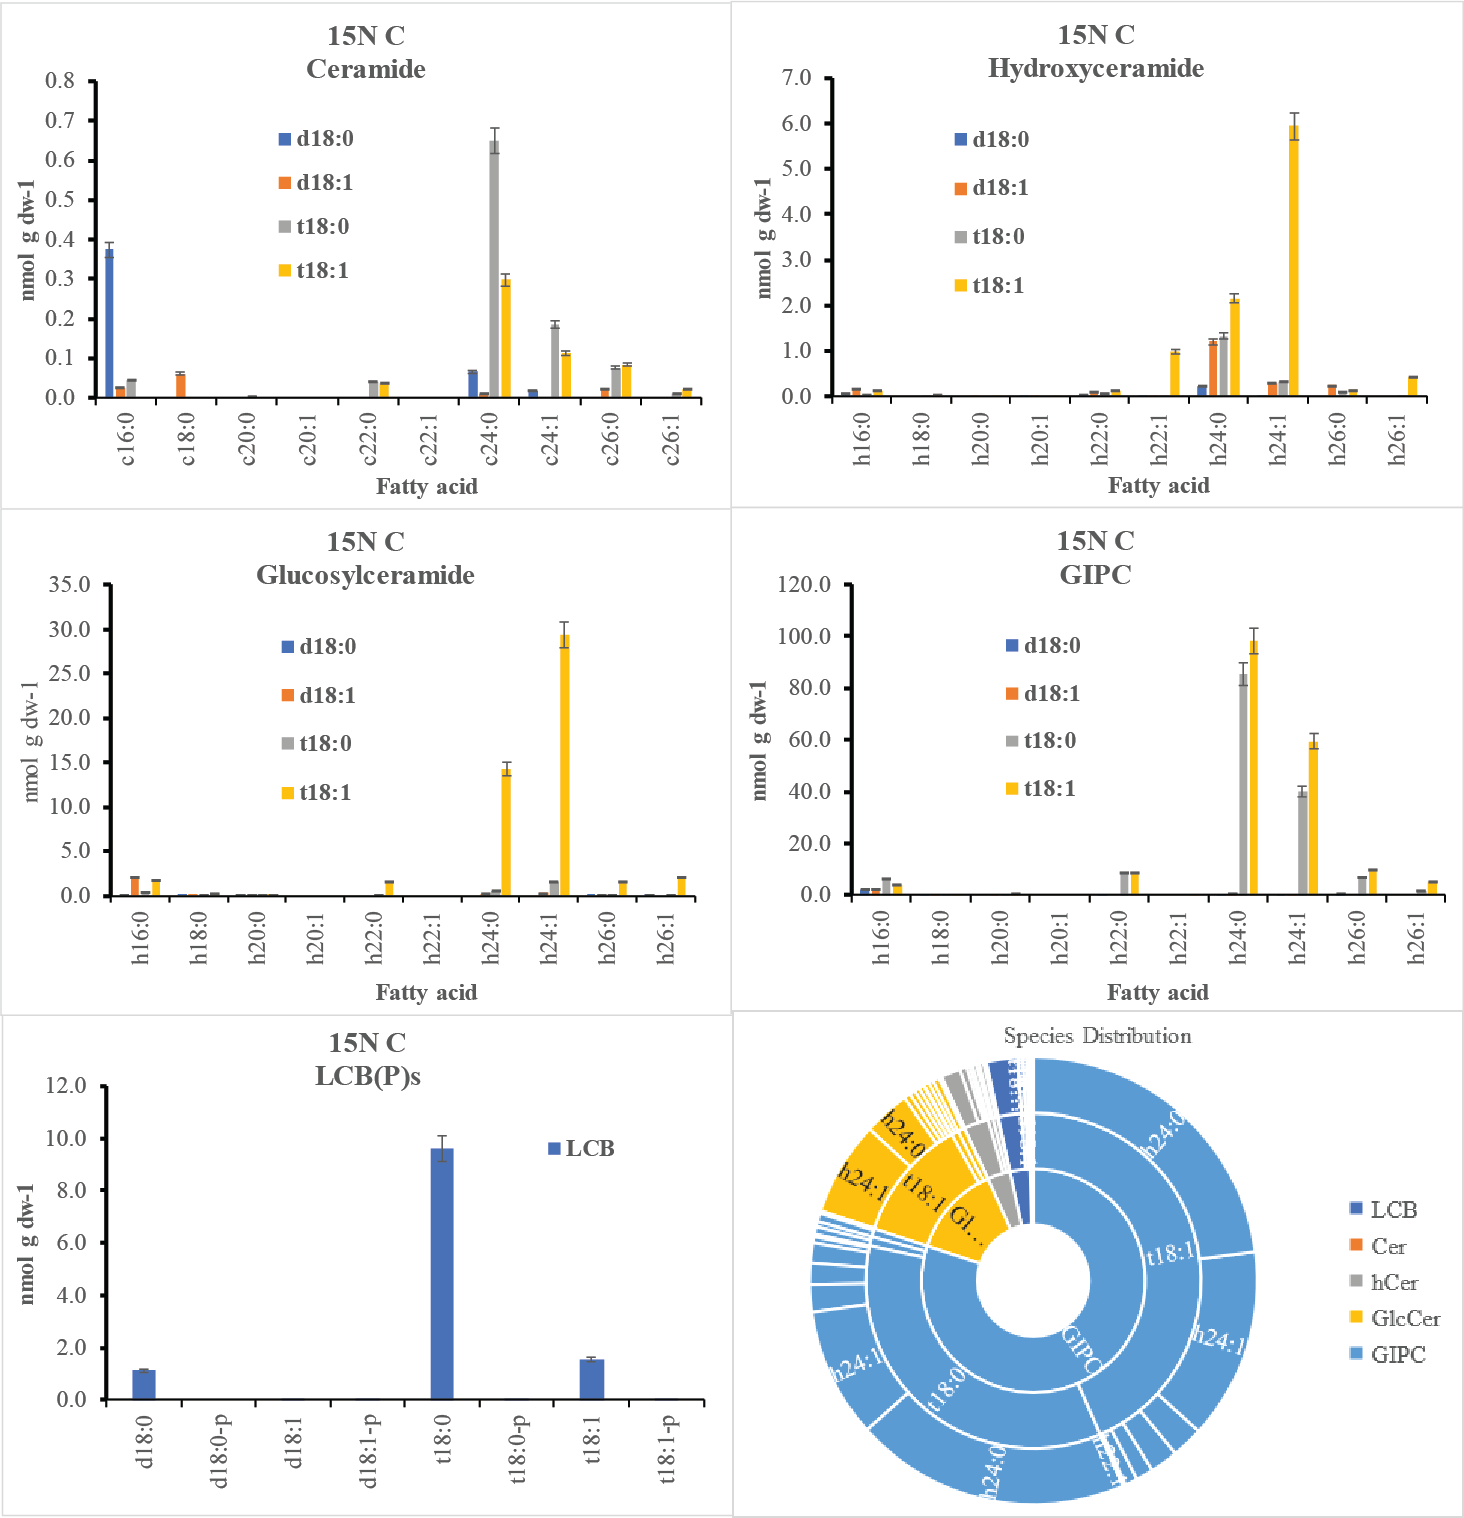 15N C
Ceramide
0.8
0.7
0.6
0.5
0.4
0.3
0.2
0.1
0.0
nmol g dw-1
d18:0
d18:1
t18:0
t18:1
c16:0
c18:0
c20:0
c20:1
c22:0
c22:1
c24:0
c24:1
c26:0
c26:1
Fatty acid
15N C
Hydroxyceramide
7.0
6.0
5.0
4.0
3.0
2.0
1.0
0.0
nmol g dw-1
d18:0
d18:1
t18:0
t18:1
h16:0
h18:0
h20:0
h20:1
h22:0
h22:1
h24:0
h24:1
h26:0
h26:1
Fatty acid
15N C
Glucosylceramide
35.0
30.0
25.0
20.0
15.0
10.0
5.0
0.0
nmol g dw-1
d18:0
d18:1
t18:0
t18:1
h16:0
h18:0
h20:0
h20:1
h22:0
h22:1
h24:0
h24:1
h26:0
h26:1
Fatty acid
15N C
GIPC
120.0
100.0
80.0
60.0
40.0
20.0
0.0
nmol g dw-1
d18:0
d18:1
t18:0
t18:1
h16:0
h18:0
h20:0
h20:1
h22:0
h22:1
h24:0
h24:1
h26:0
h26:1
Fatty acid
15N C
LCB(P)s
12.0
10.0
8.0
6.0
4.0
2.0
0.0
nmol g dw-1
LCB
d18:0
d18:0-p
d18:1
d18:1-p
t18:0
t18:0-p
t18:1
t18:1-p
Species Distribution
h24:0
t18:1
h24:1
GIPC
h22:1
t18:0
h24:0
h24:1
Gl...
t18:1
h24:1
h24:0
LCB
Cer
hCer
GlcCer
GIPC